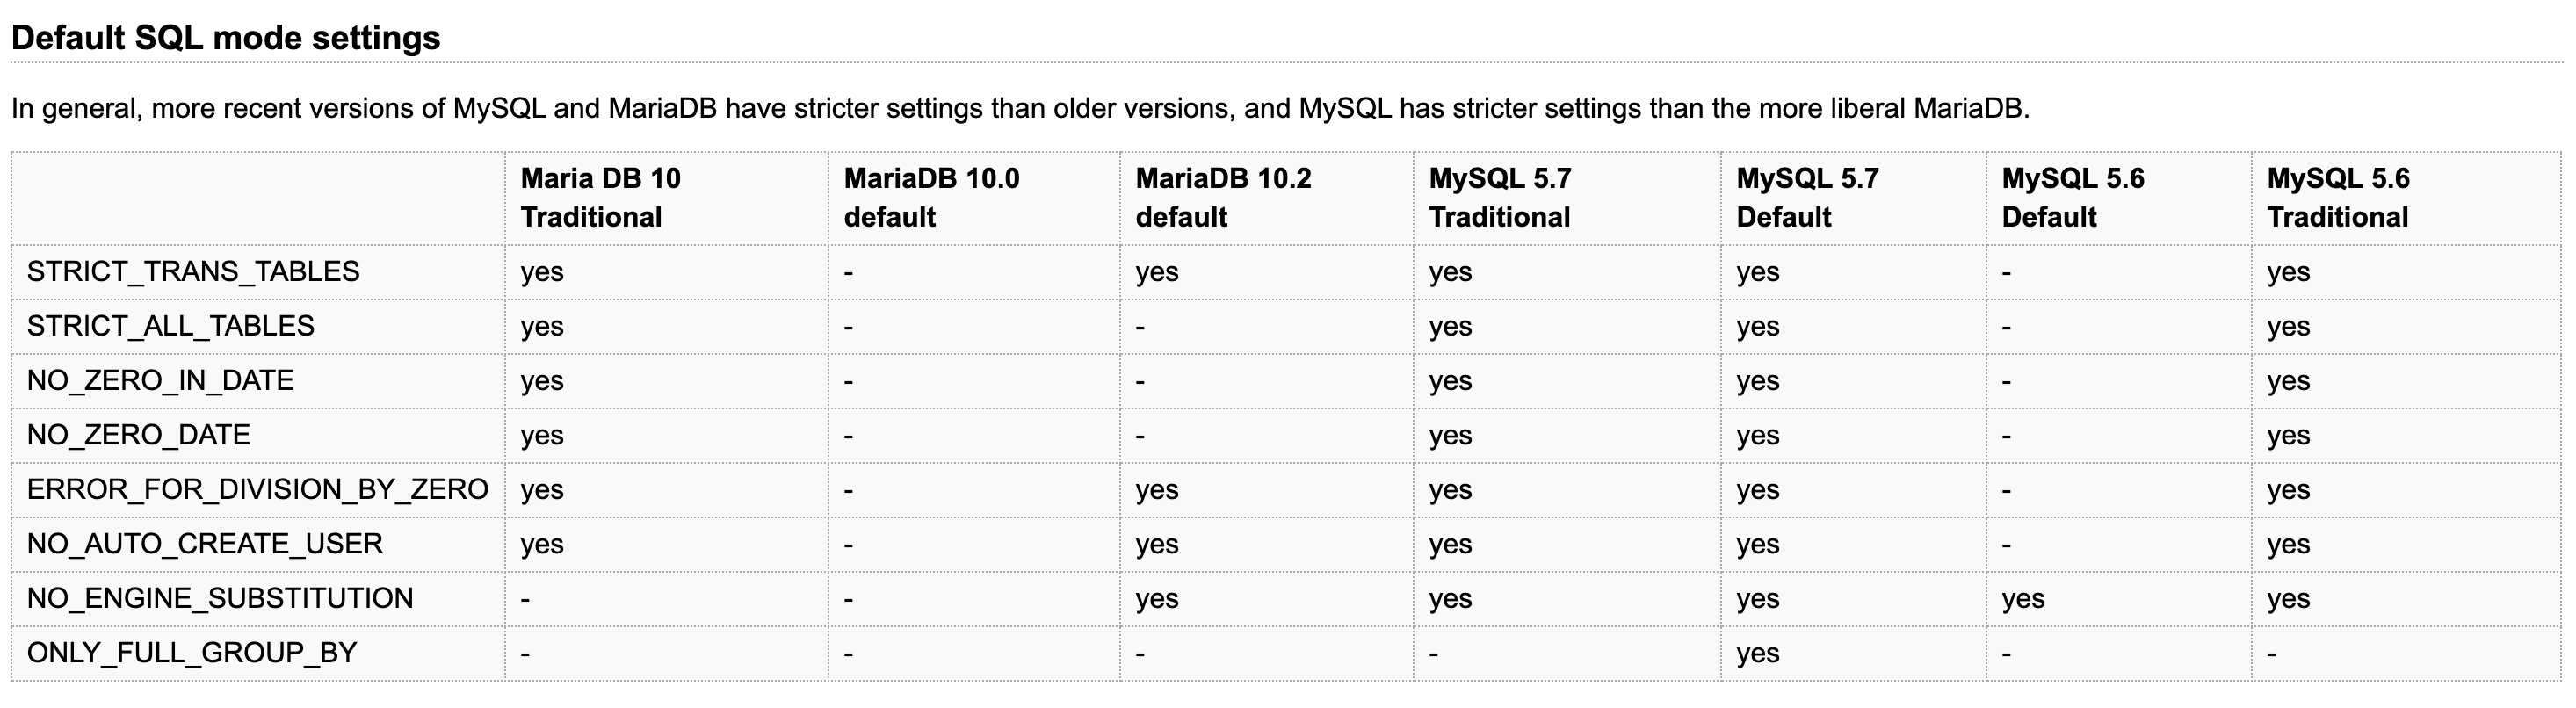 Default SQL mode settings
In general, more recent versions of MySQL and MariaDB have stricter settings than older versions, and MySQL has stricter settings than the more liberal MariaDB.
Maria DB 10 Traditional MariaDB 10.0 default MariaDB 10.2 default MySQL 5.7 Traditional MySQL 5.7 Default MySQL 5.6 Default MySQL 5.6 Traditional
STRICT_TRANS_TABLES yes - yes yes yes - yes
STRICT_ALL_TABLES yes - - yes yes - yes
NO_ZERO_IN_DATE yes - - yes yes - yes
NO_ZERO_DATE yes - - yes yes - yes
ERROR_FOR_DIVISION_BY_ZERO yes - yes yes yes - yes
NO_AUTO_CREATE_USER yes - yes yes yes - yes
NO_ENGINE_SUBSTITUTION - - yes yes yes yes yes
ONLY_FULL_GROUP_BY - - - - yes - -